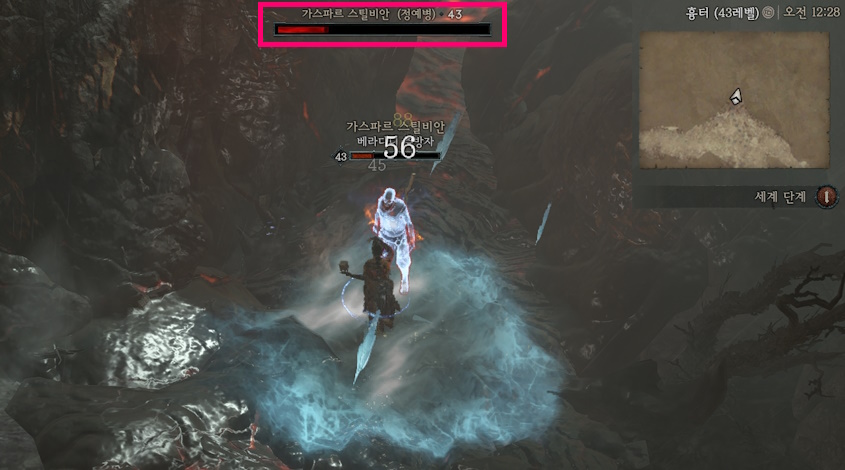 가스파르 스틸비안 (정예병) • 43
흉터 (43레벨) 오전 12:28
88
가스파르 스틸비안
56
43
45
세계 단계 I